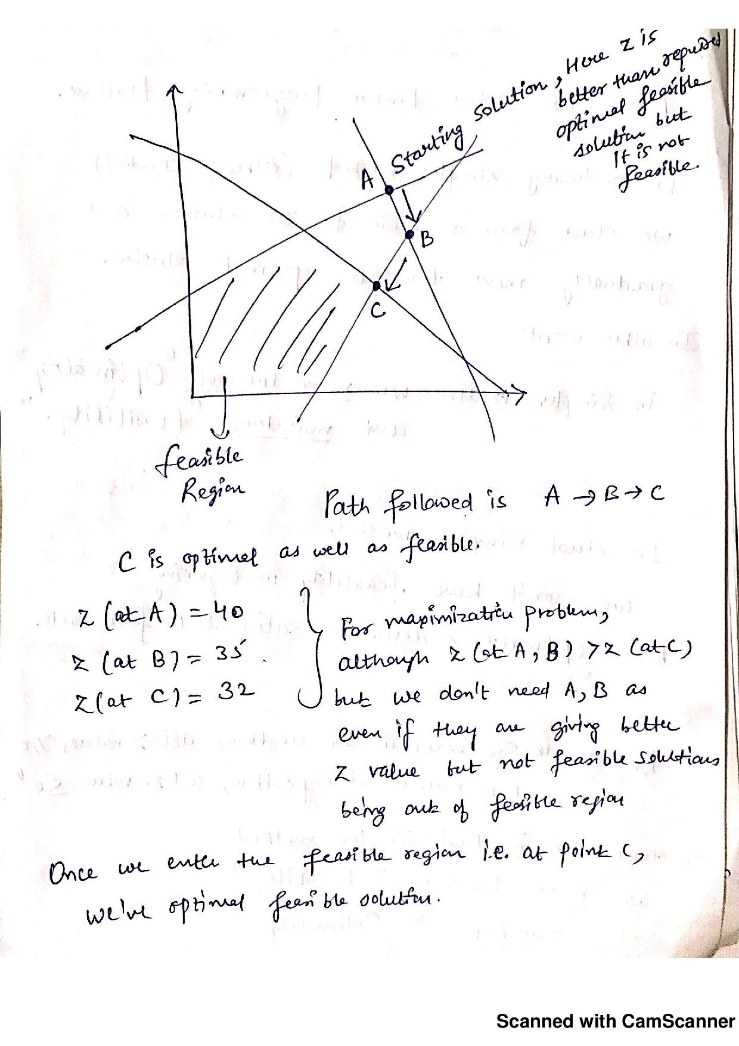 A
Starting solution, Here Z is
better than required
optimal feasible
solution but
It is not
feasible.
B
C
feasible
Region
Path followed is A → B → C
C is optimal as well as feasible.
Z (at A) = 40
Z (at B) = 35
Z (at C) = 32
For maximization problem,
although Z (at A, B) > Z (at C)
but we don't need A, B as
even if they are giving better
Z value but not feasible solutions
being out of feasible region
Once we enter the feasible region i.e. at point C,
we've optimal feasible solution.
Scanned with CamScanner